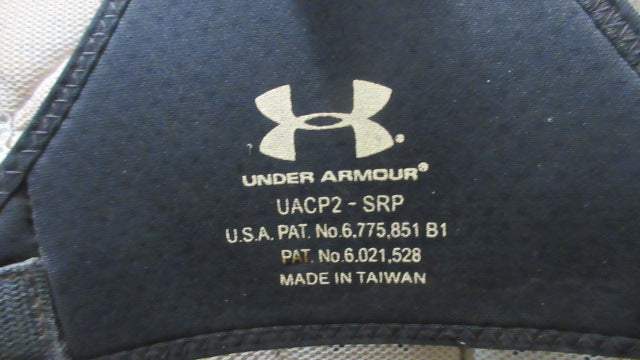 UNDER ARMOUR®
UACP2 - SRP
U.S.A. PAT. No.6,775,851 B1
PAT. No.6.021,528
MADE IN TAIWAN